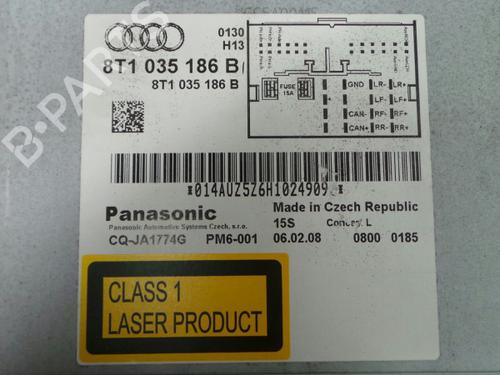 0130
H13
8T1 035 186 B
8T1 035 186 B
FUSE
15A
GND LR- LR+
+ LF- LF+
CAN- RF- RF+
CAN+ RR- RR+
*014AUZ5Z6H1024909*
Panasonic
Made in Czech Republic
Panasonic Automotive Systems Czech, s.r.o.
15S Concert L
CQ-JA1774G PM6-001 06.02.08 0800 0185
CLASS 1
LASER PRODUCT
B-PARTS